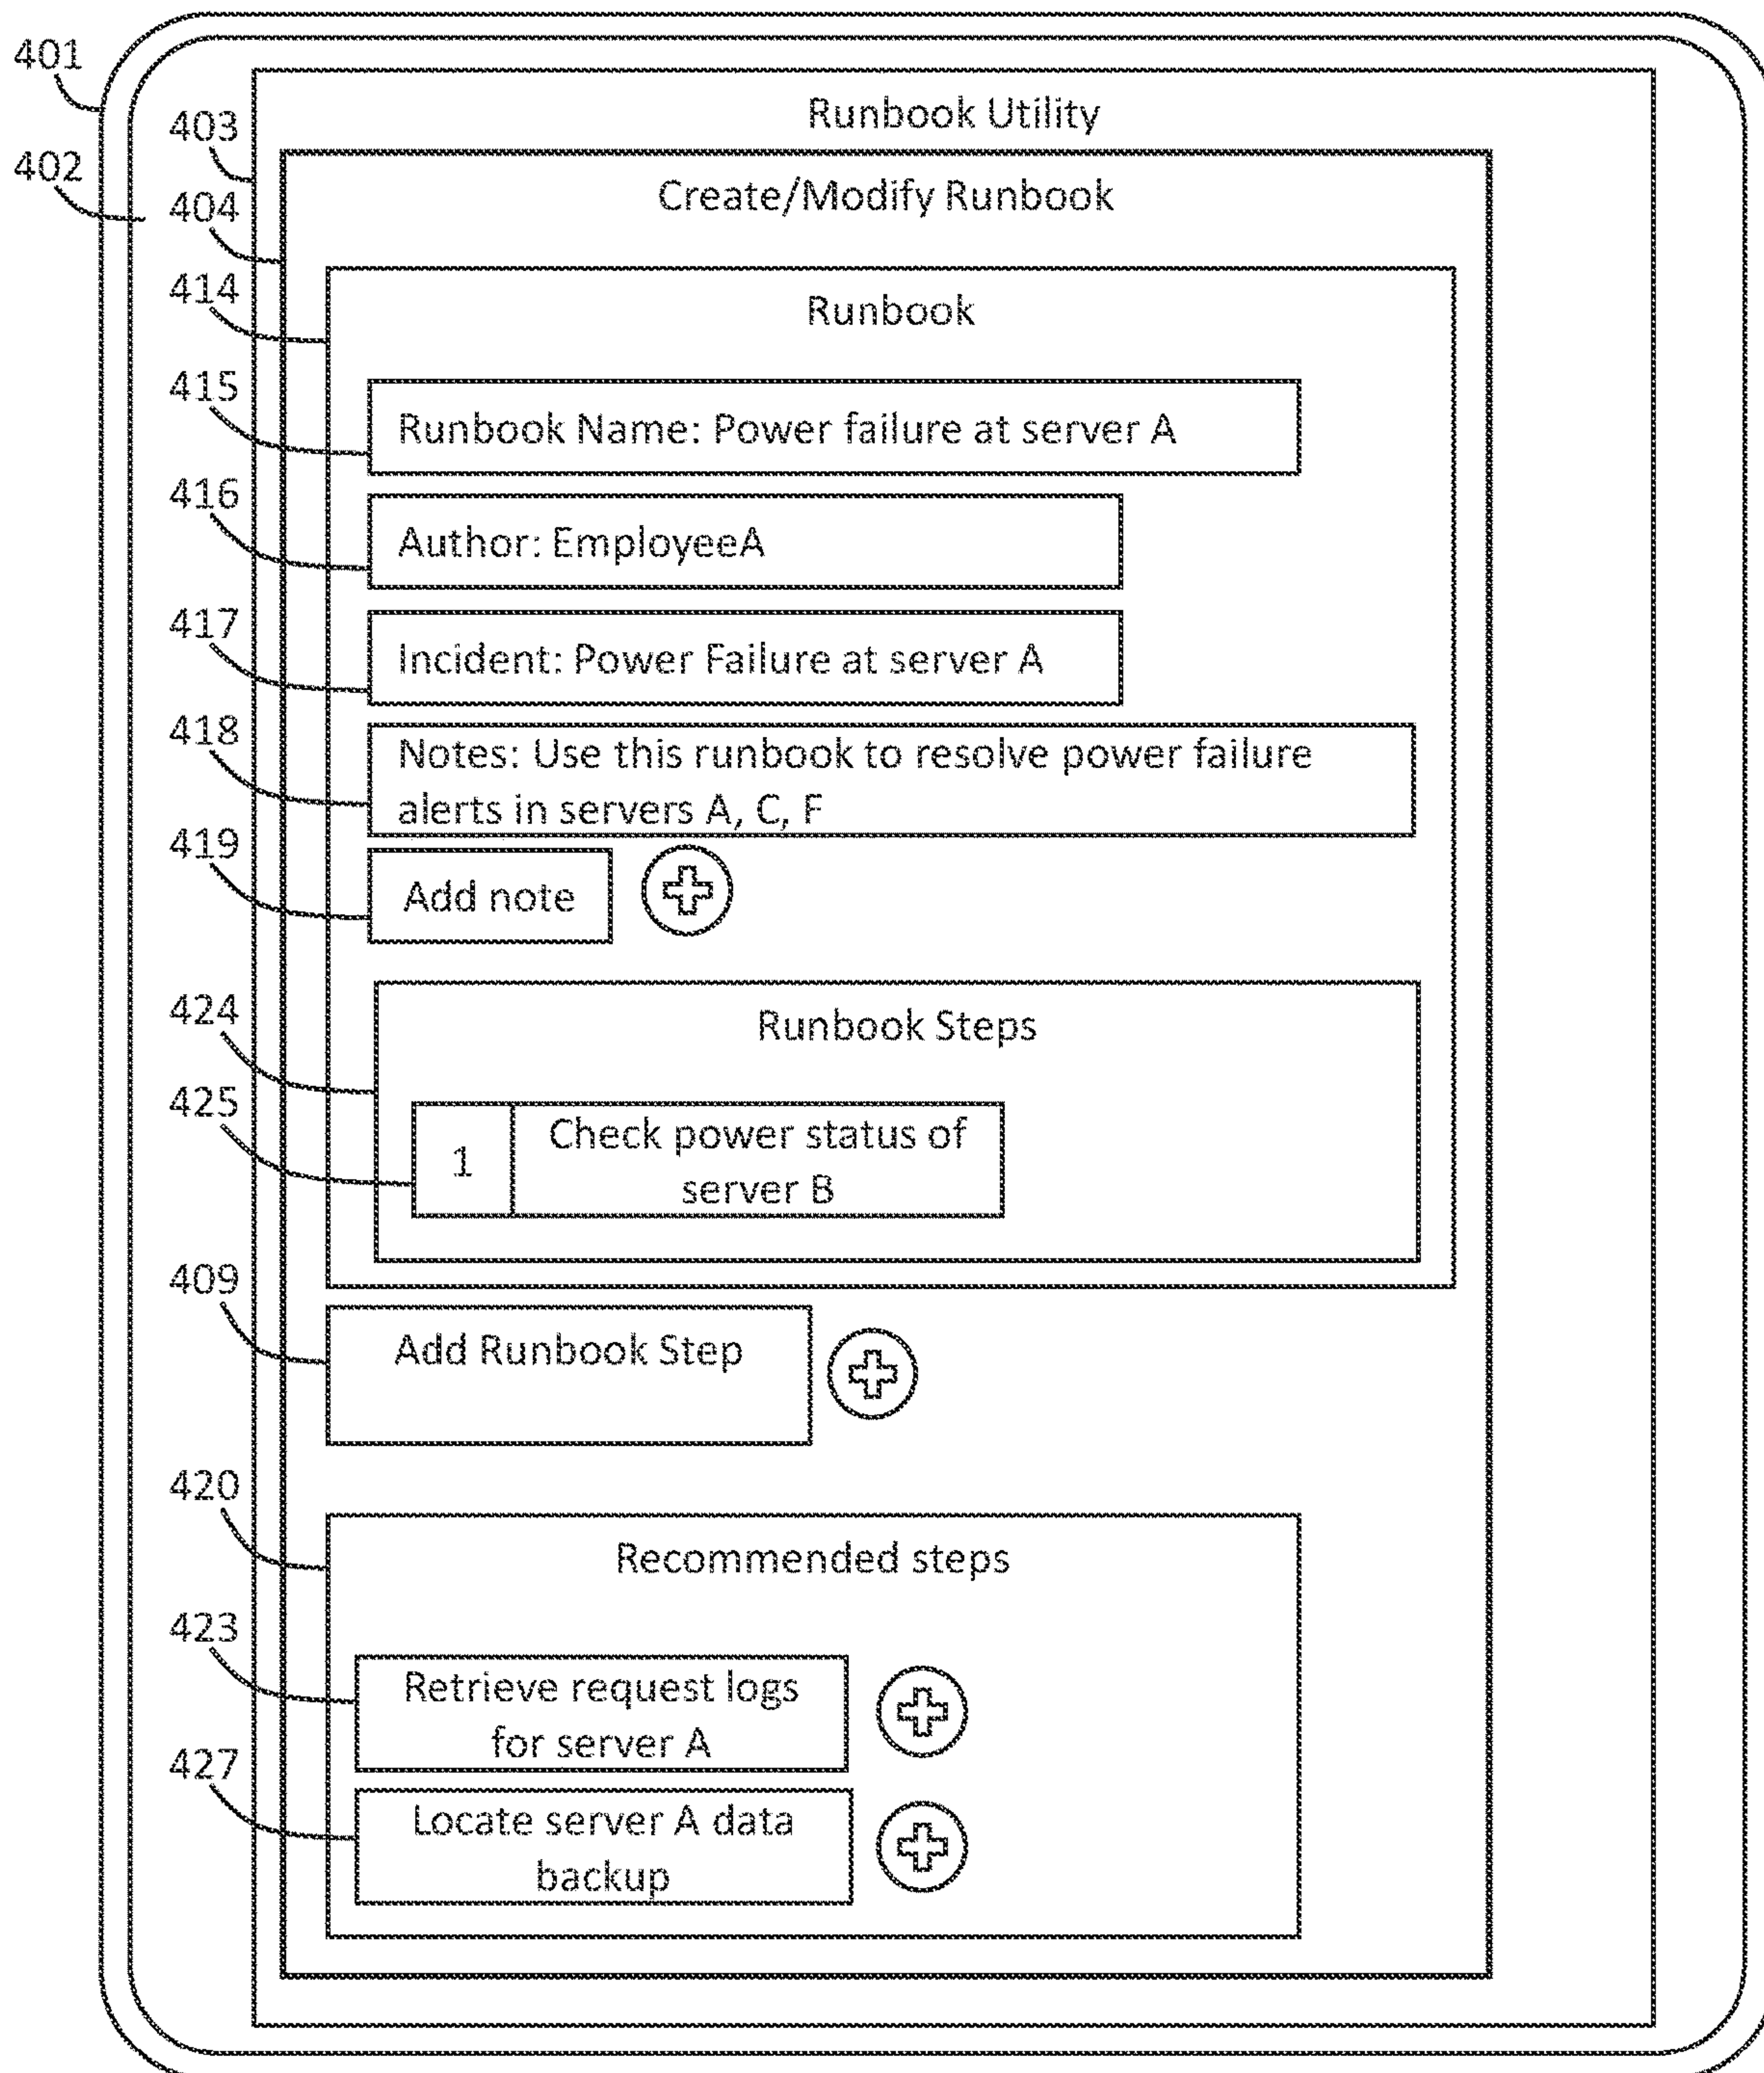 401
Runbook Utility
403
Create/Modify Runbook
402
404
414
Runbook
415
Runbook Name: Power failure at server A
416
Author: EmployeeA
417
Incident: Power Failure at server A
418
Notes: Use this runbook to resolve power failure
alerts in servers A, C, F
419
Add note
424
Runbook Steps
425
1
Check power status of
server B
409
Add Runbook Step
420
Recommended steps
423
Retrieve request logs
for server A
427
Locate server A data
backup